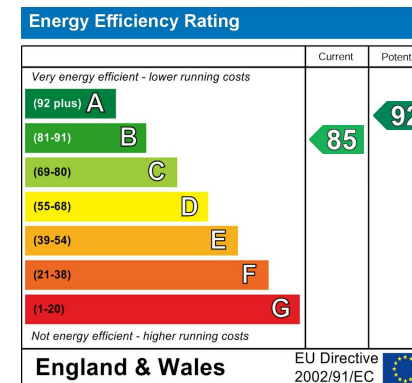 Energy Efficiency Rating
Current Potent
Very energy efficient - lower running costs
(92 plus) A
(81-91) B
(69-80) C
(55-68) D
(39-54) E
(21-38) F
(1-20) G
85
92
Not energy efficient - higher running costs
England & Wales
EU Directive
2002/91/EC